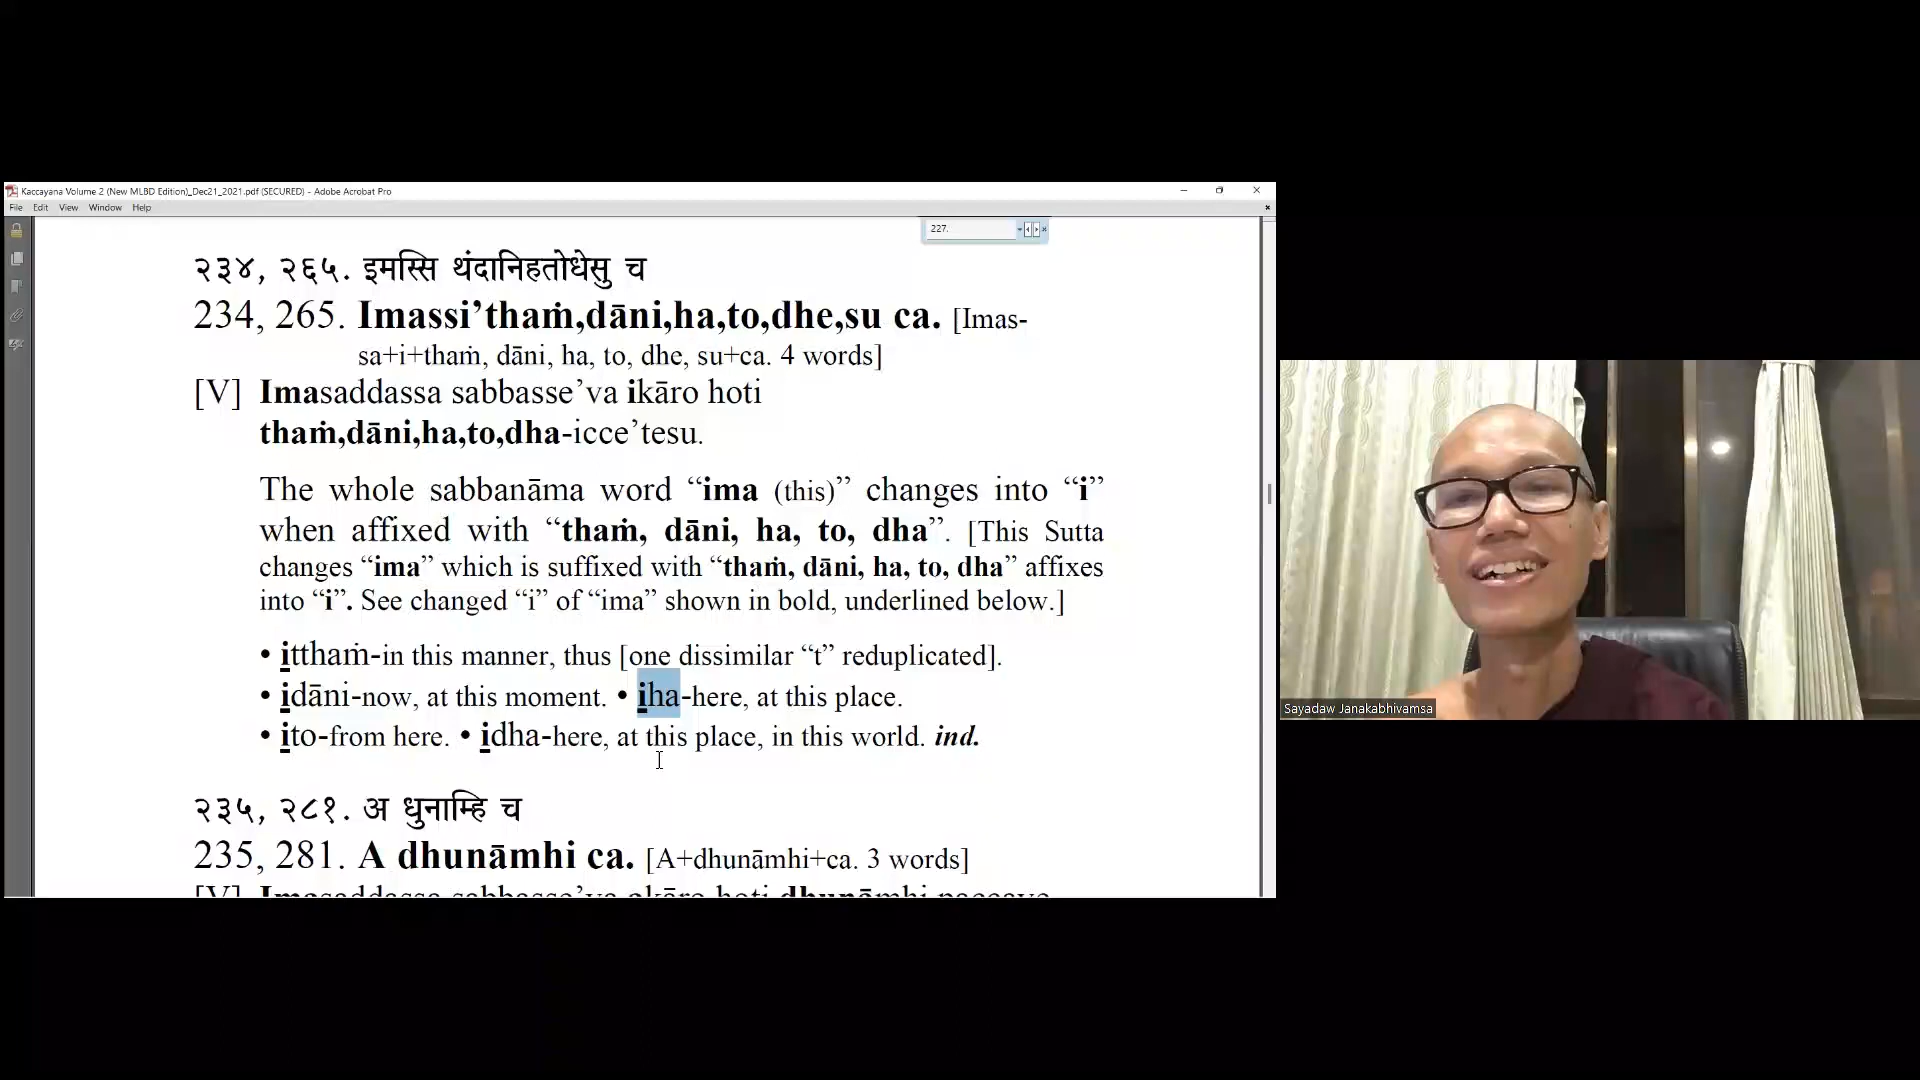 Kaccayana Volume 2 (New MLBD Edition)_Dec21_2021.pdf (SECURED) - Adobe Acrobat Pro
File Edit View Window Help
227.
२३४, २६५. इमस्सि थंदानिहतोधेसु च
234, 265. Imassi’thaṁ,dāni,ha,to,dhe,su ca. [Imas-
sa+i+thaṁ, dāni, ha, to, dhe, su+ca. 4 words]
[V] Imasaddassa sabbasse’va ikāro hoti
thaṁ,dāni,ha,to,dha-icce’tesu.
The whole sabbanāma word “ima (this)” changes into “i”
when affixed with “thaṁ, dāni, ha, to, dha”. [This Sutta
changes “ima” which is suffixed with “thaṁ, dāni, ha, to, dha” affixes
into “i”. See changed “i” of “ima” shown in bold, underlined below.]
• itthaṁ-in this manner, thus [one dissimilar “t” reduplicated].
• idāni-now, at this moment. • iha-here, at this place.
• ito-from here. • idha-here, at this place, in this world. ind.
२३५, २८१. अ धुनाम्हि च
235, 281. A dhunāmhi ca. [A+dhunāmhi+ca. 3 words]
[V] Imasaddassa sabbasse’va akāro hoti dhunāmhi paccaye
Sayadaw Janakabhivamsa